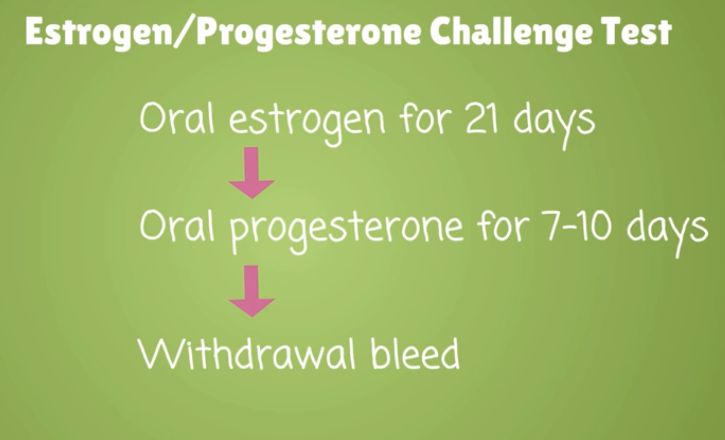 Estrogen/Progesterone Challenge Test
Oral estrogen for 21 days
Oral progesterone for 7-10 days
Withdrawal bleed